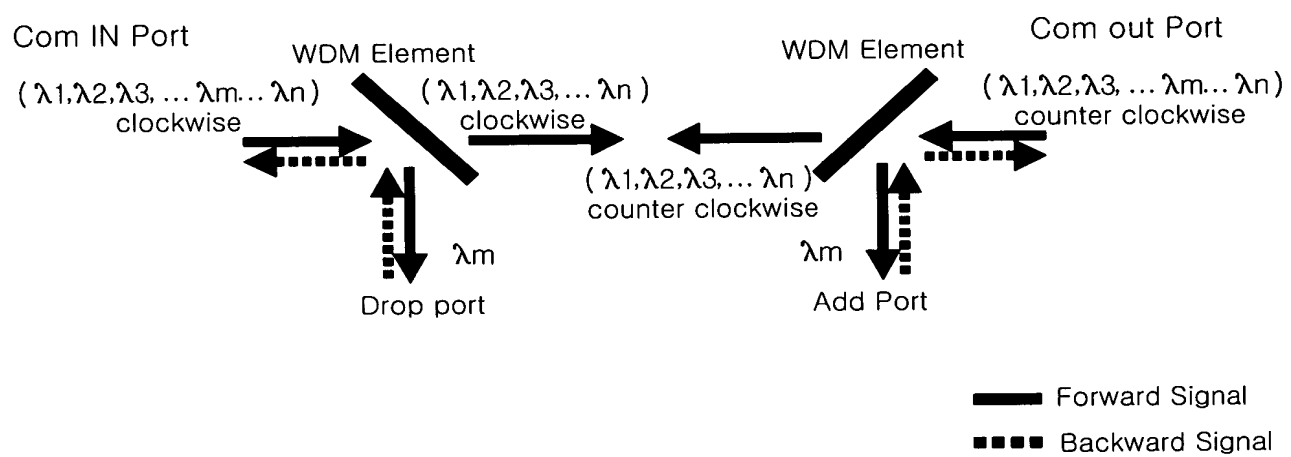 Com IN Port
WDM Element
( λ1,λ2,λ3, ... λm... λn)
clockwise
( λ1,λ2,λ3, ... λn )
clockwise
λm
Drop port
WDM Element
Com out Port
( λ1,λ2,λ3, ... λm... λn)
counter clockwise
( λ1,λ2,λ3, ... λn )
counter clockwise
λm
Add Port
Forward Signal
Backward Signal